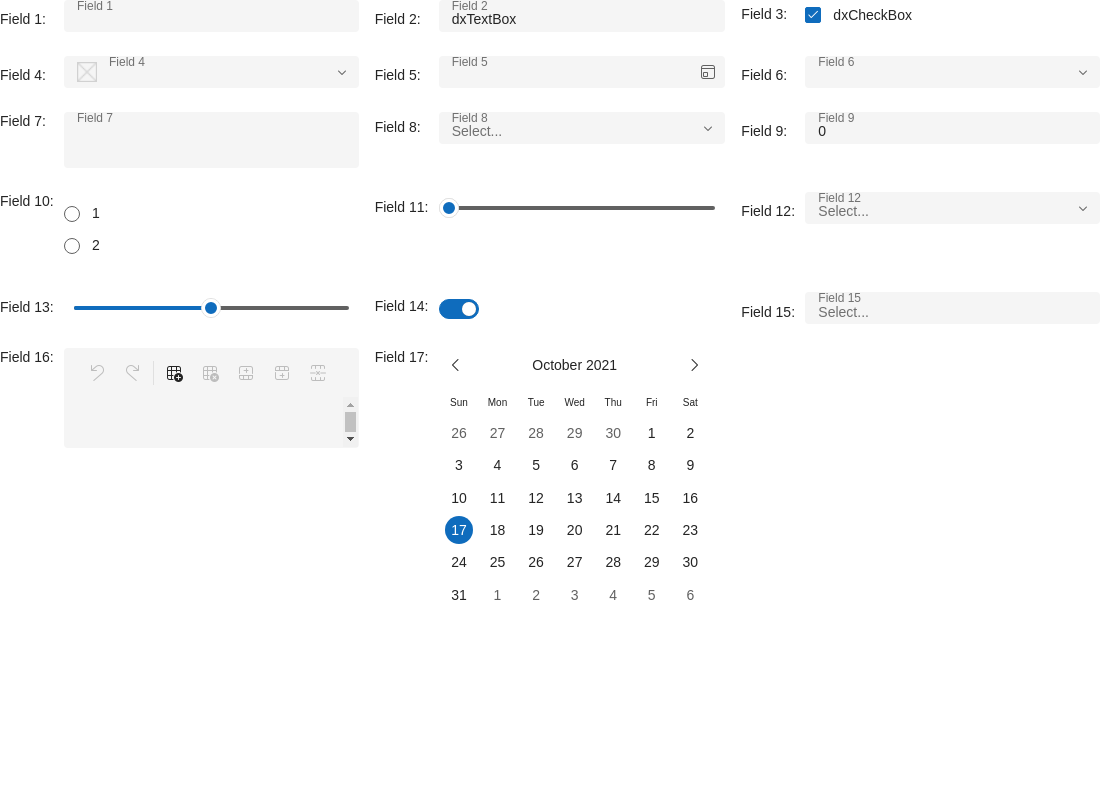 Field 1:
Field 1
Field 2:
Field 2
dxTextBox
Field 3:
dxCheckBox
Field 4:
Field 4
Field 5:
Field 5
Field 6:
Field 6
Field 7:
Field 7
Field 8:
Field 8
Select...
Field 9:
Field 9
0
Field 10:
1
2
Field 11:
Field 12:
Field 12
Select...
Field 13:
Field 14:
Field 15:
Field 15
Select...
Field 16:
Field 17:
October 2021
Sun Mon Tue Wed Thu Fri Sat
26 27 28 29 30 1 2
3 4 5 6 7 8 9
10 11 12 13 14 15 16
17 18 19 20 21 22 23
24 25 26 27 28 29 30
31 1 2 3 4 5 6